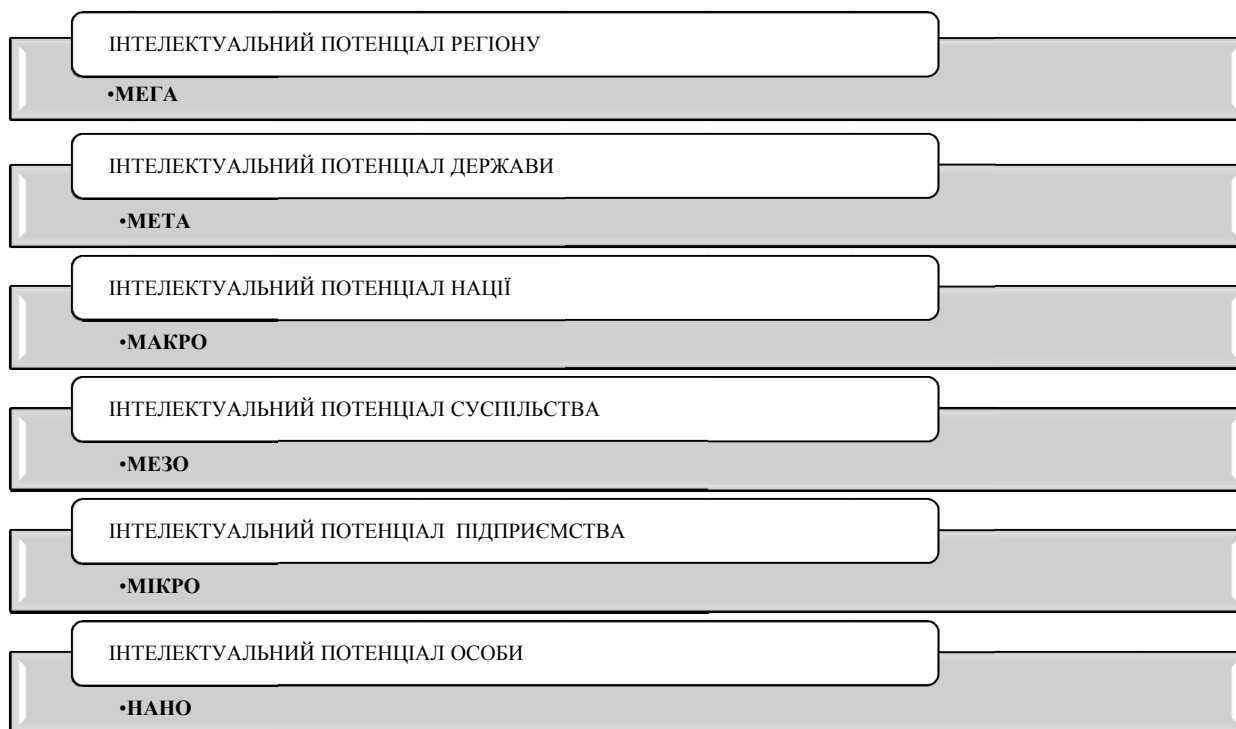 ІНТЕЛЕКТУАЛЬНИЙ ПОТЕНЦІАЛ РЕГІОНУ
•МЕГА
ІНТЕЛЕКТУАЛЬНИЙ ПОТЕНЦІАЛ ДЕРЖАВИ
•МЕТА
ІНТЕЛЕКТУАЛЬНИЙ ПОТЕНЦІАЛ НАЦІЇ
•МАКРО
ІНТЕЛЕКТУАЛЬНИЙ ПОТЕНЦІАЛ СУСПІЛЬСТВА
•МЕЗО
ІНТЕЛЕКТУАЛЬНИЙ ПОТЕНЦІАЛ ПІДПРИЄМСТВА
•МІКРО
ІНТЕЛЕКТУАЛЬНИЙ ПОТЕНЦІАЛ ОСОБИ
•НАНО